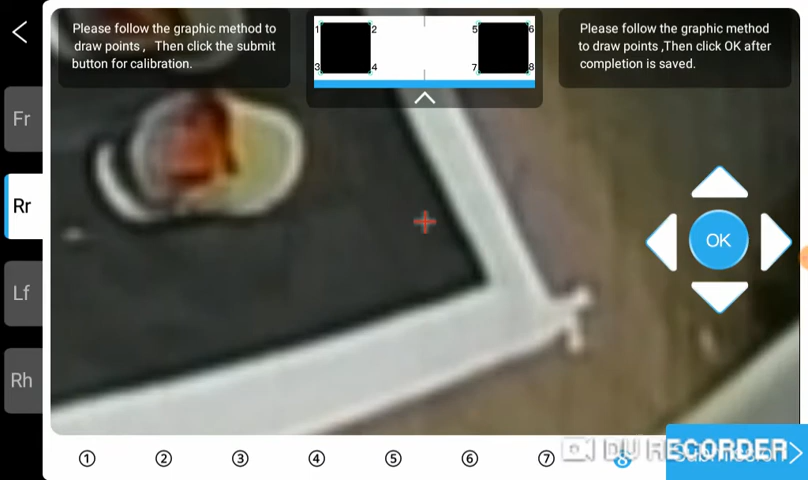 Please follow the graphic method to
draw points , Then click the submit
button for calibration.
1 2 5 6
3 4 7 8
Please follow the graphic method
to draw points ,Then click OK after
completion is saved.
Fr
Rr
Lf
Rh
OK
① ② ③ ④ ⑤ ⑥ ⑦ 8
DU RECORDER
Submission